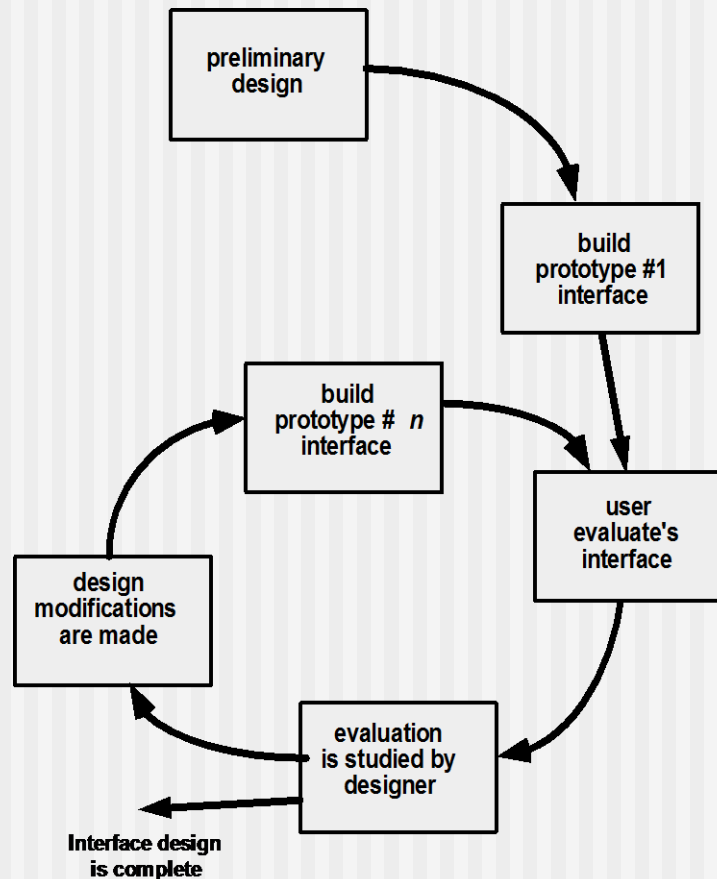 preliminary
design
build
prototype #1
interface
build
prototype # n
interface
user
evaluate's
interface
design
modifications
are made
evaluation
is studied by
designer
Interface design
is complete